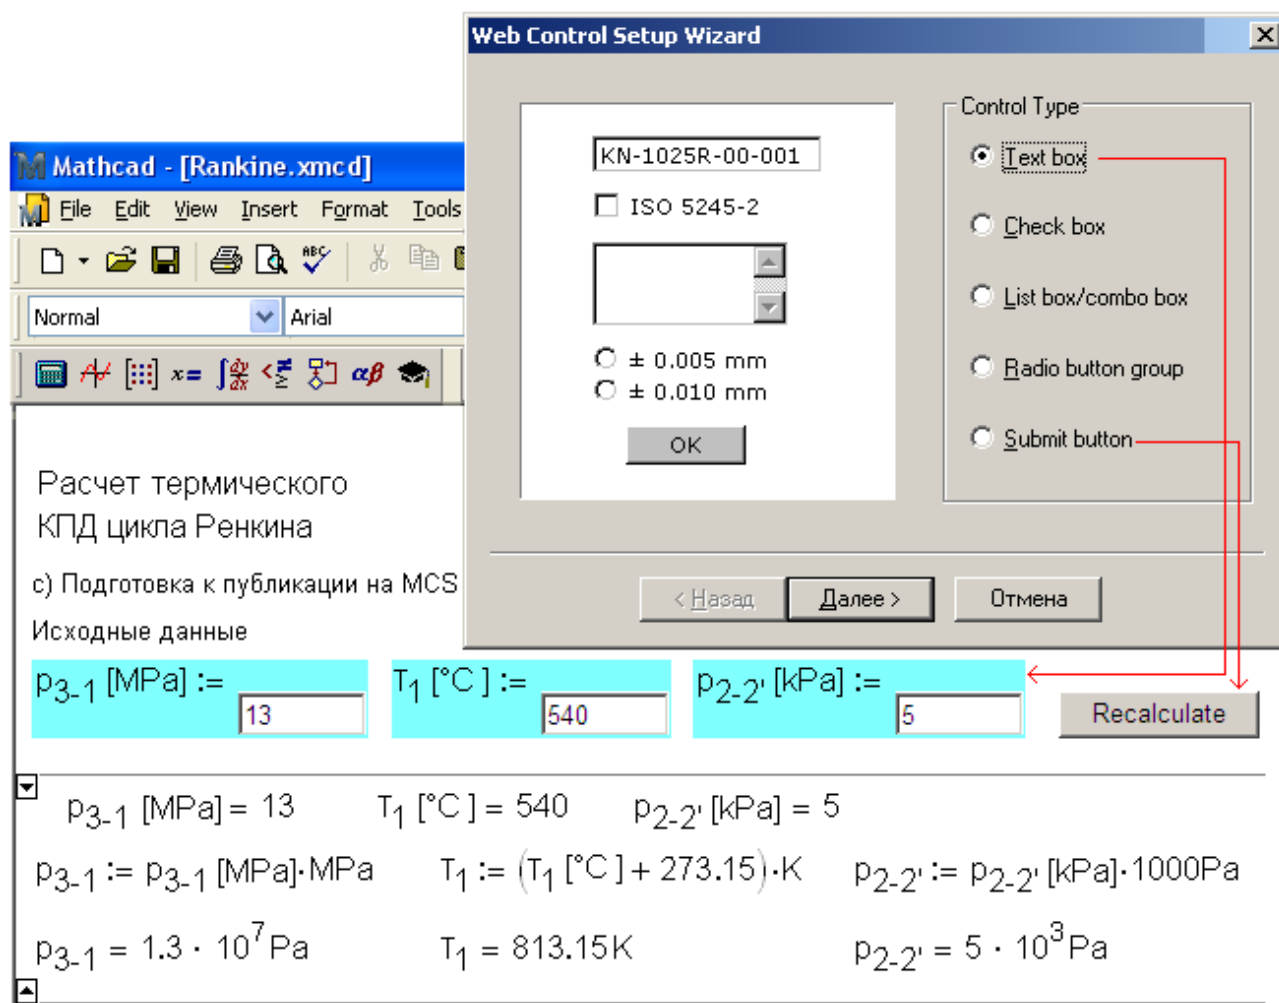 Web Control Setup Wizard
Control Type
KN-1025R-00-001
Text box
ISO 5245-2
Check box
List box/combo box
± 0.005 mm
Radio button group
± 0.010 mm
OK
Submit button
< Назад
Далее >
Отмена
Mathcad - [Rankine.xmcd]
File Edit View Insert Format Tools
ABC
Normal
Arial
x= ∫ dy/dx αβ
Расчет термического
КПД цикла Ренкина
c) Подготовка к публикации на MCS
Исходные данные
p3-1 [MPa] := 13 T1 [°C ] := 540 p2-2' [kPa] := 5 Recalculate
p3-1 [MPa] = 13 T1 [°C ] = 540 p2-2' [kPa] = 5
p3-1 := p3-1 [MPa]·MPa T1 := (T1 [°C ] + 273.15)·K p2-2' := p2-2' [kPa]·1000Pa
p3-1 = 1.3 · 10^7 Pa T1 = 813.15K p2-2' = 5 · 10^3 Pa